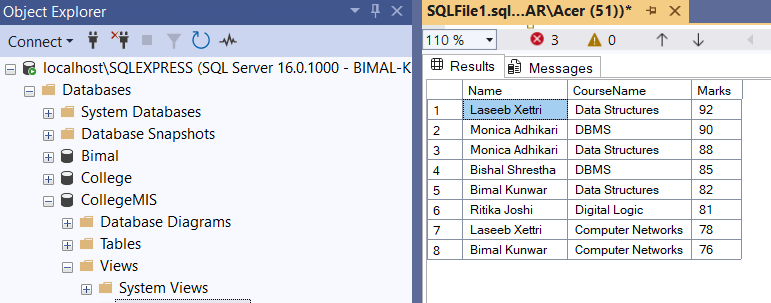 Object Explorer
Connect
localhost\SQLEXPRESS (SQL Server 16.0.1000 - BIMAL-K
Databases
System Databases
Database Snapshots
Bimal
College
CollegeMIS
Database Diagrams
Tables
Views
System Views
SQLFile1.sql...AR\Acer (51))*
110 %
3
0
Results
Messages
Name CourseName Marks
1 Laseeb Xettri Data Structures 92
2 Monica Adhikari DBMS 90
3 Monica Adhikari Data Structures 88
4 Bishal Shrestha DBMS 85
5 Bimal Kunwar Data Structures 82
6 Ritika Joshi Digital Logic 81
7 Laseeb Xettri Computer Networks 78
8 Bimal Kunwar Computer Networks 76